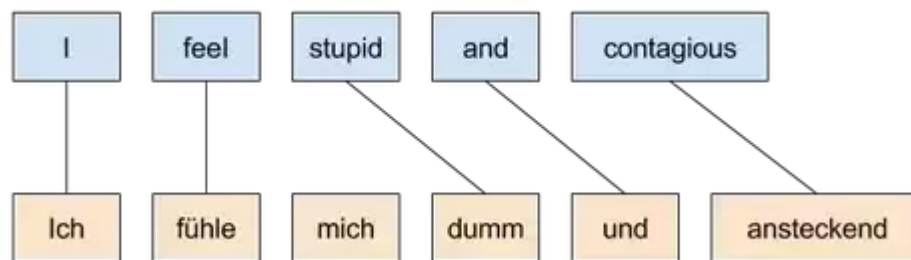 I feel stupid and contagious
Ich fühle mich dumm und ansteckend